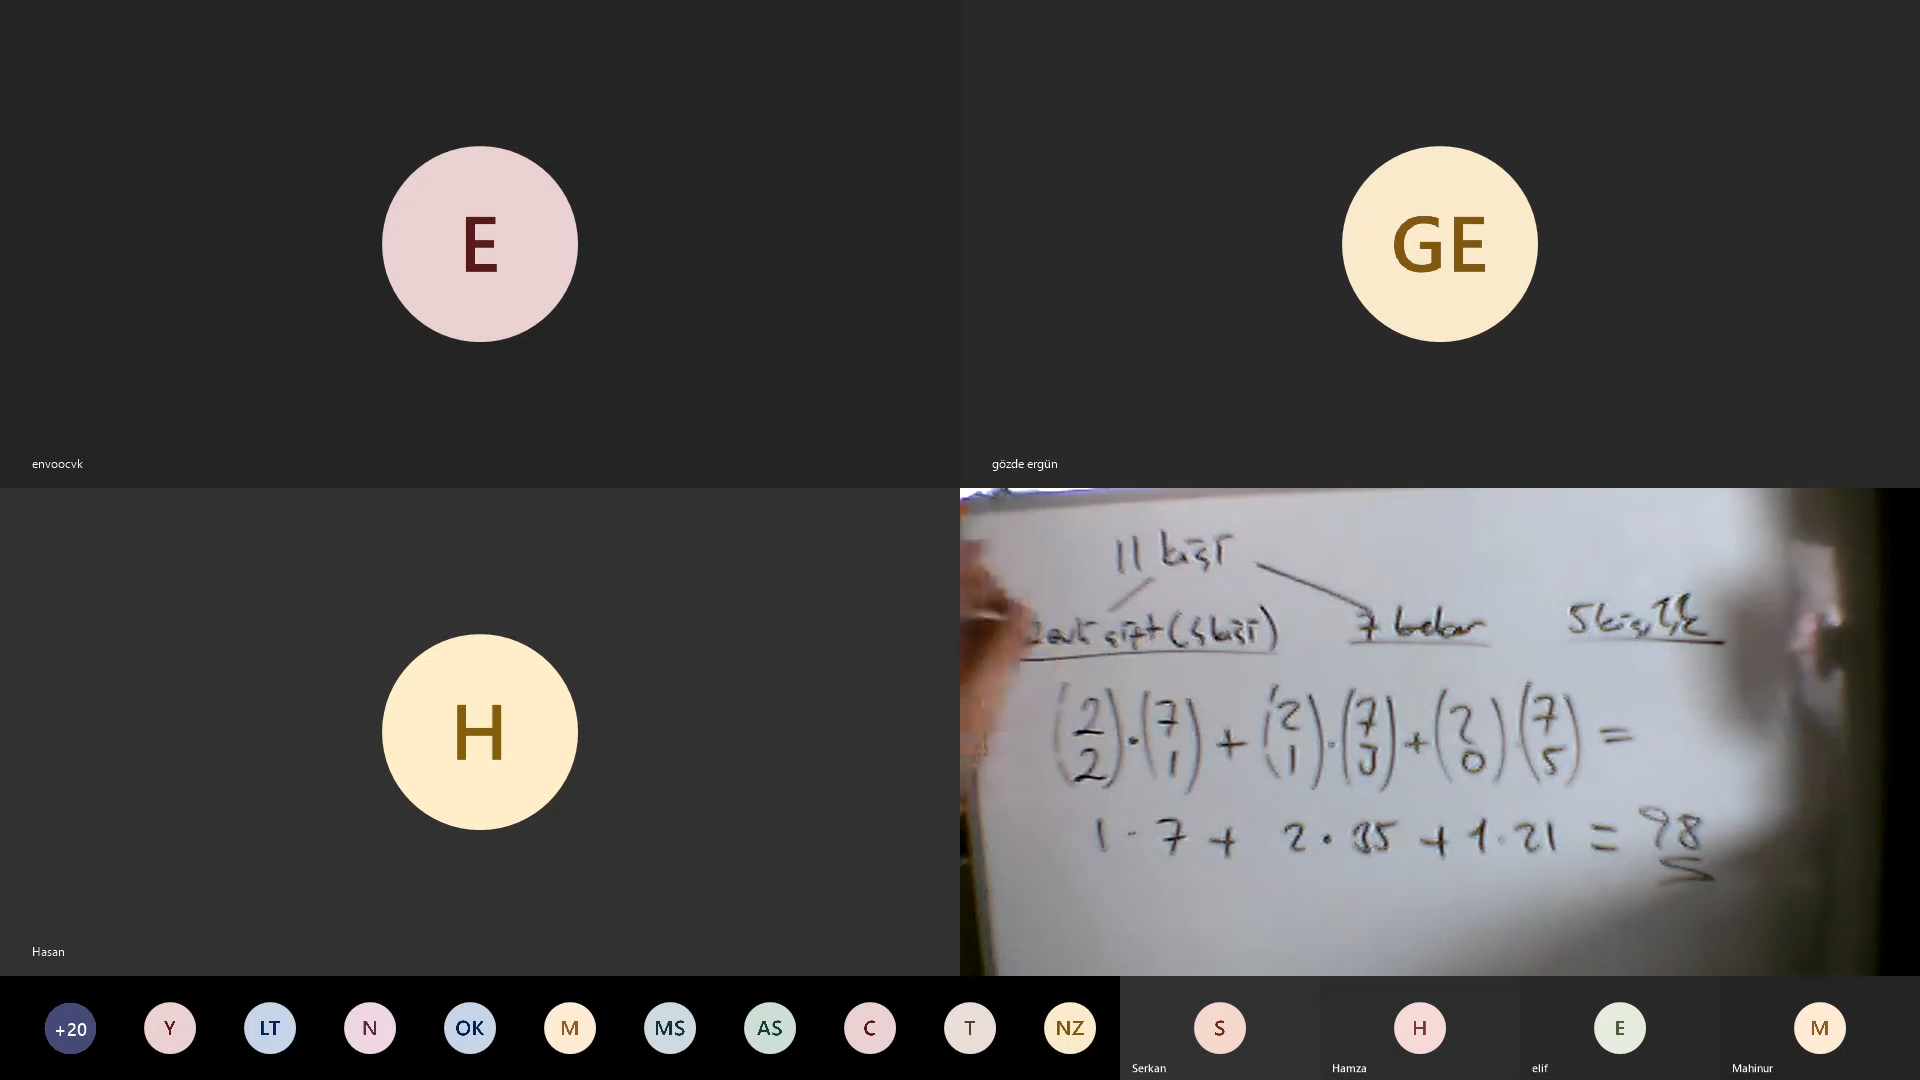 E
GE
envoocvk
gözde ergün
H
Hasan
11 kişi
2 evli çift (4 kişi) 7 bekar 5 kişilik
(2 2)·(7 1) + (2 1)·(7 3) + (2 0)·(7 5) =
1 · 7 + 2 · 35 + 1 · 21 = 98
+20 Y LT N OK M MS AS C T NZ S H E M
Serkan Hamza elif Mahinur